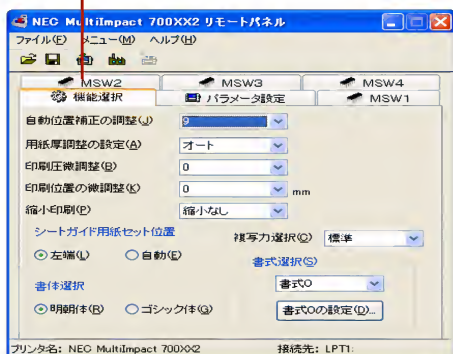 NEC MultiImpact 700XX2 リモートパネル
ファイル(F) メニュー(M) ヘルプ(H)
MSW2 MSW3 MSW4
機能選択 パラメータ設定 MSW1
自動位置補正の調整(J) 9
用紙厚調整の設定(A) オート
印刷圧微調整(B) 0
印刷位置の微調整(K) 0 mm
縮小印刷(P) 縮小なし
シートガイド用紙セット位置
複写力選択(C) 標準
左端(L) 自動(E)
書式選択(S)
書体選択
書式0
明朝体(R) ゴシック体(G) 書式0の設定(D)...
プリンタ名: NEC MultiImpact 700XX2 接続先: LPT1: